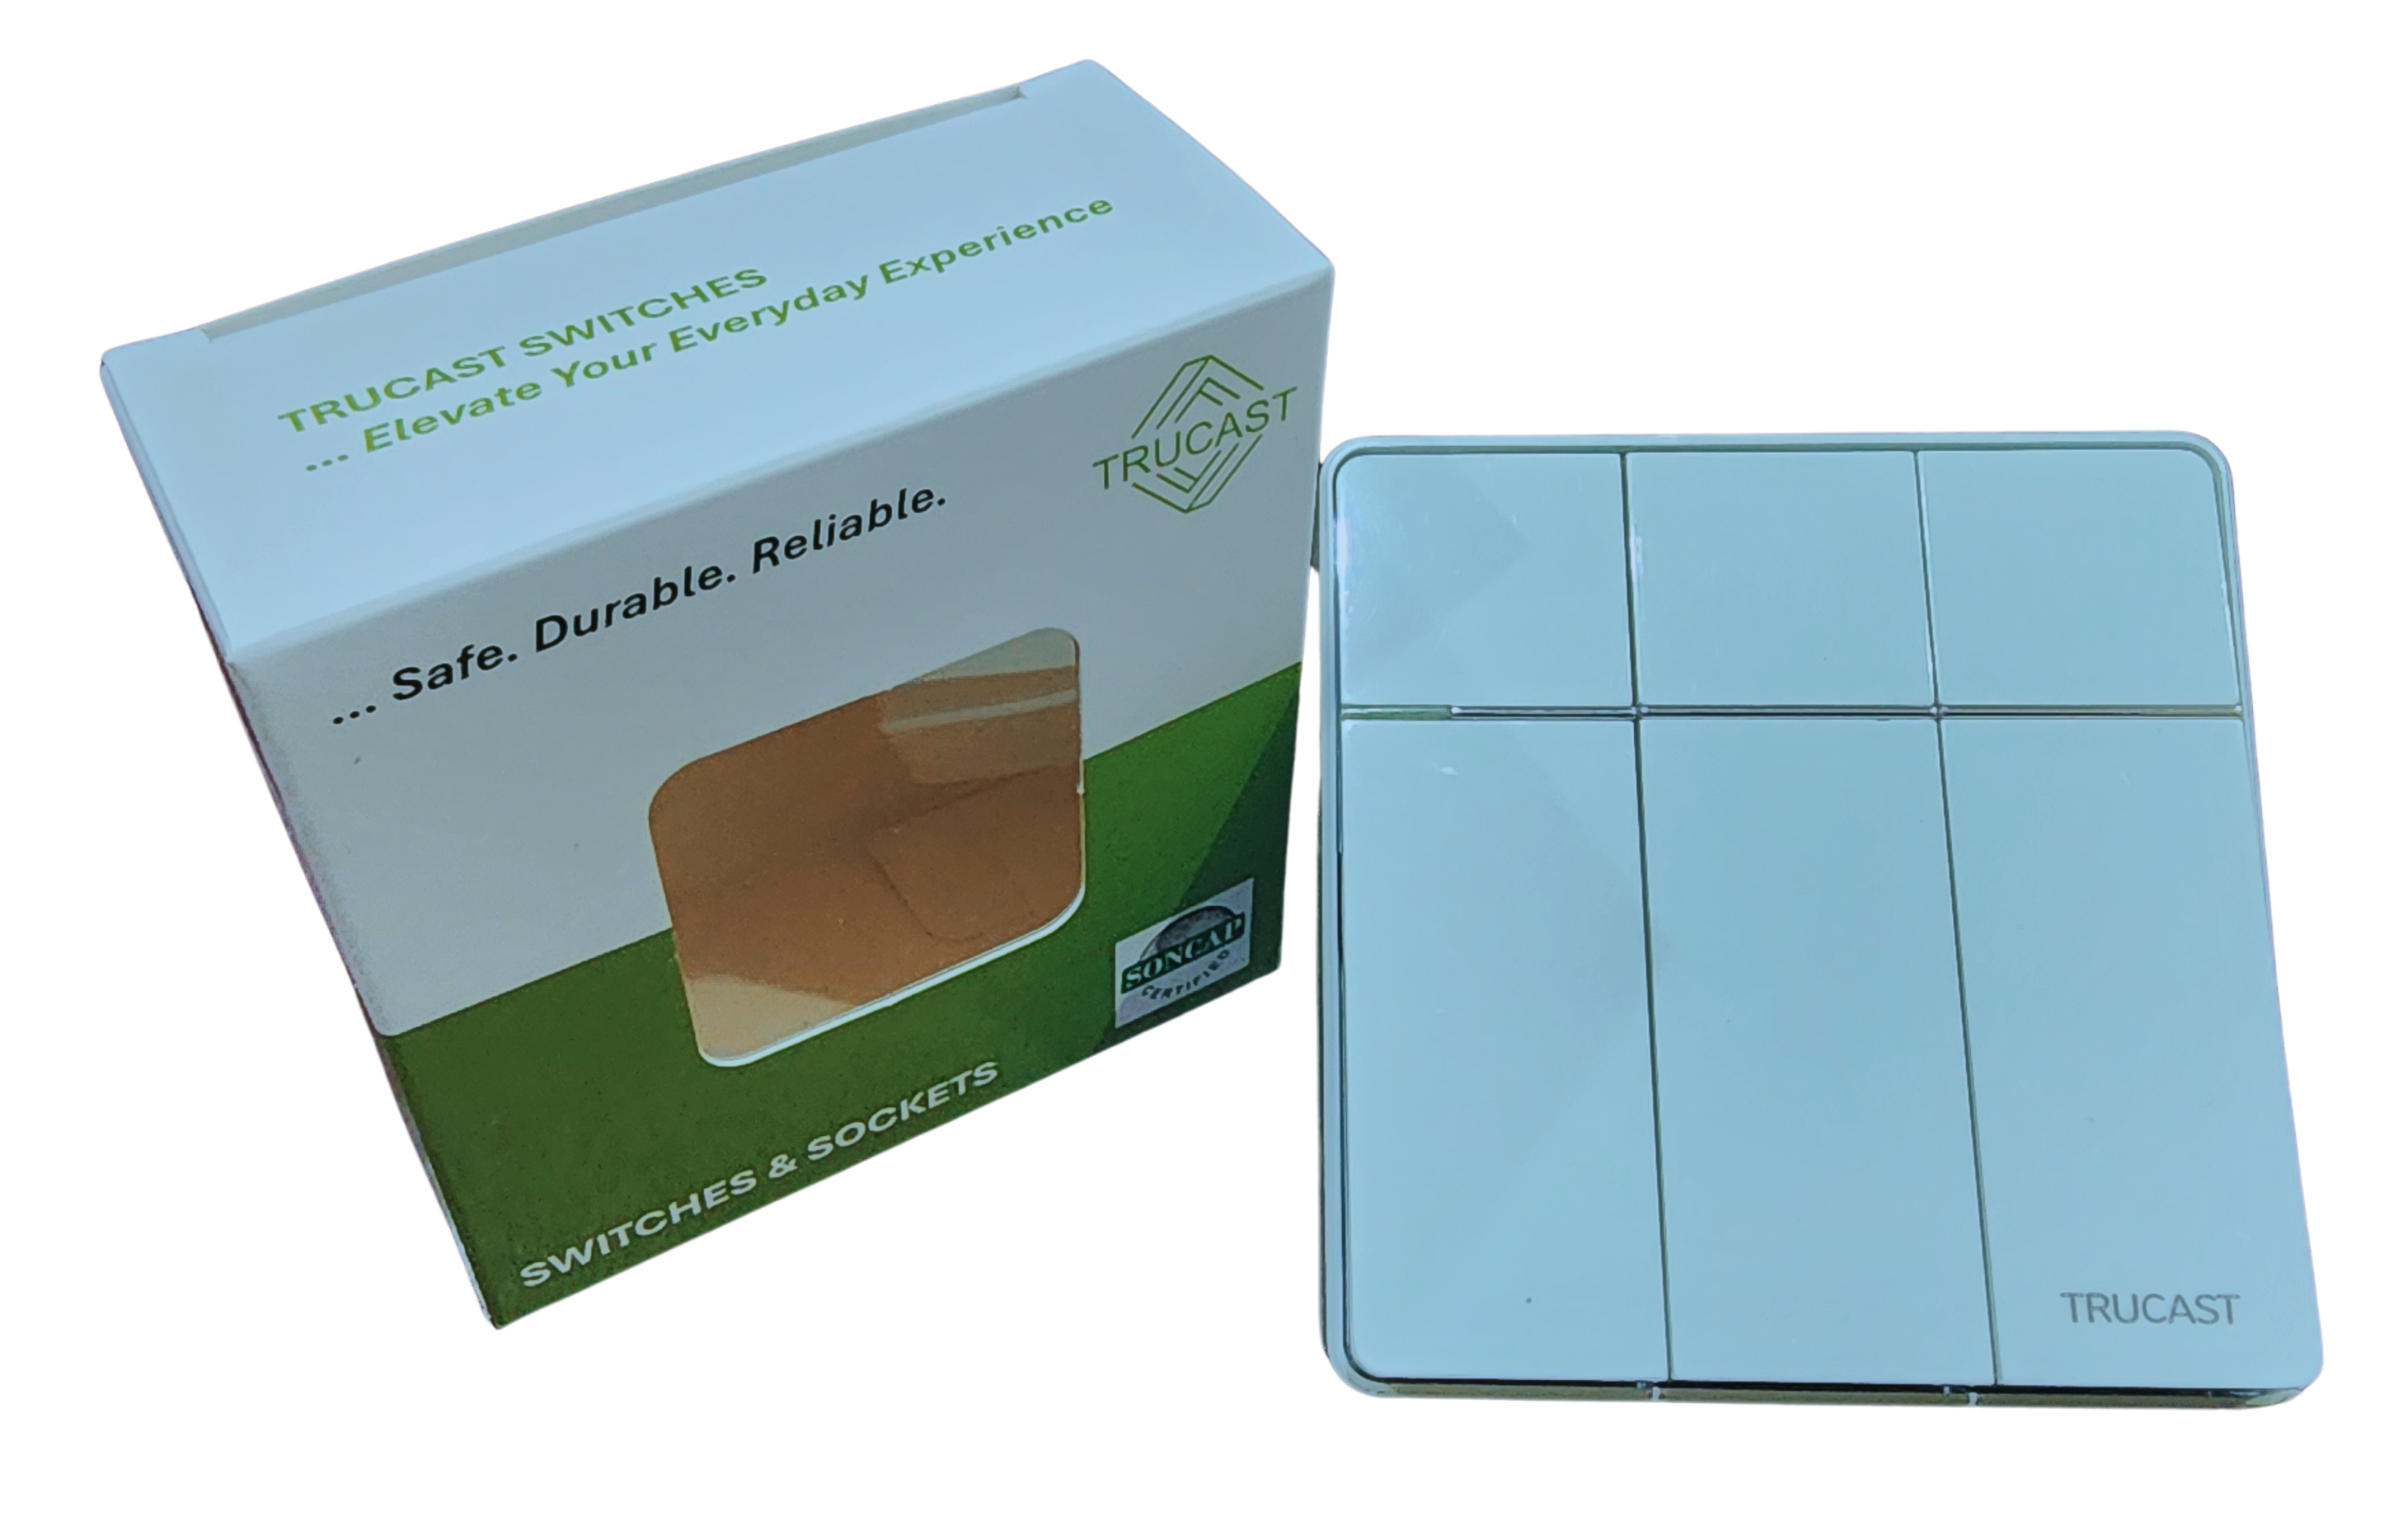 TRUCAST SWITCHES
... Elevate Your Everyday Experience
TRUCAST
... Safe. Durable. Reliable.
SONCAP
CERTIFIED
SWITCHES & SOCKETS
TRUCAST